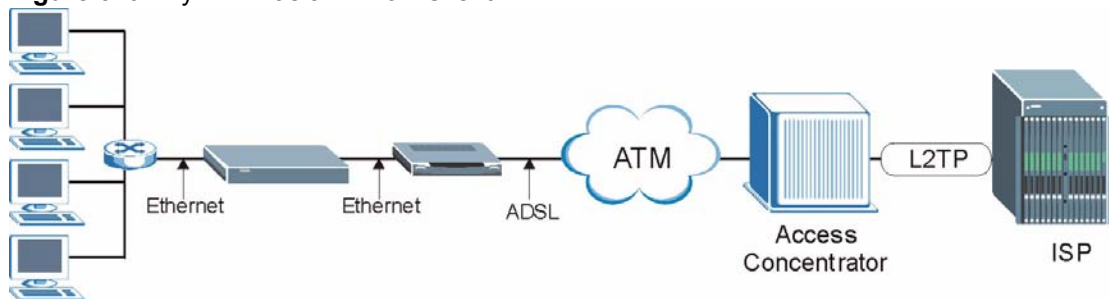 Ethernet
Ethernet
ADSL
ATM
Access
Concentrator
L2TP
ISP